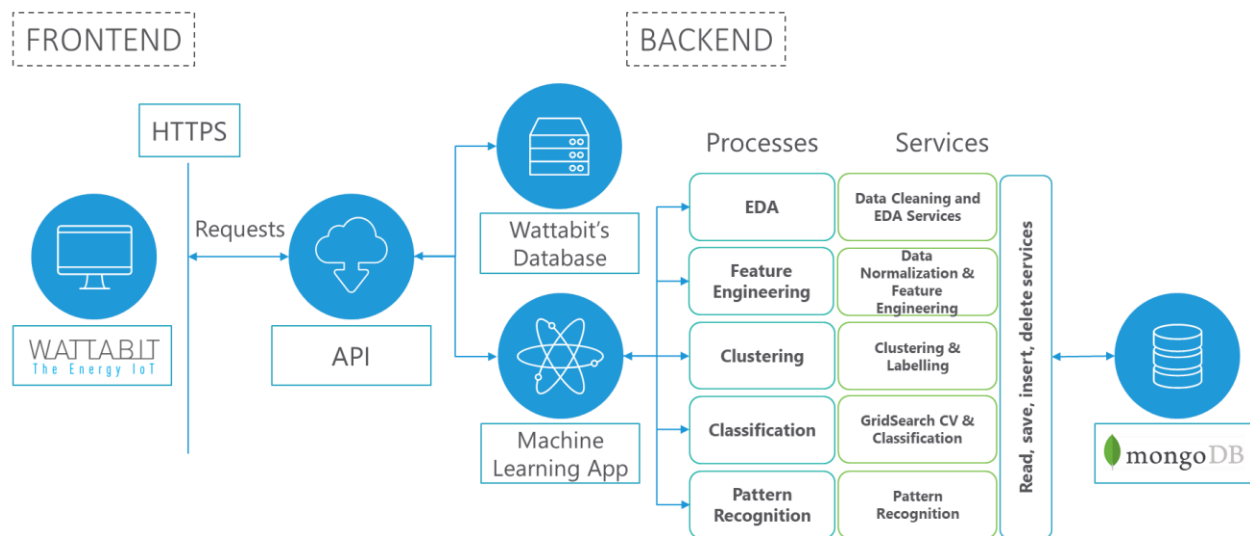 FRONTEND
BACKEND
HTTPS
Requests
WATTABIT
The Energy IoT
API
Wattabit's
Database
Machine
Learning App
Processes
Services
EDA
Data Cleaning and
EDA Services
Feature
Engineering
Data
Normalization &
Feature
Engineering
Clustering
Clustering &
Labelling
Classification
GridSearch CV &
Classification
Pattern
Recognition
Pattern
Recognition
Read, save, insert, delete services
mongoDB